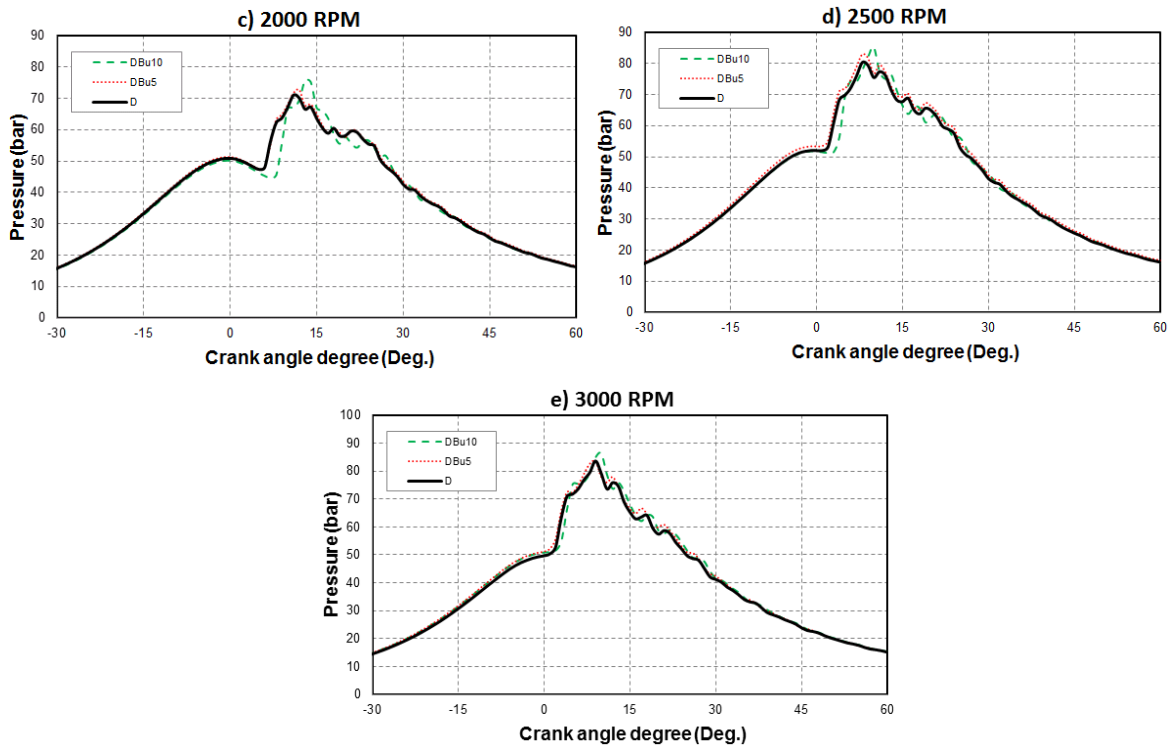 c) 2000 RPM
DBu10
DBu5
D
90
80
70
60
50
40
30
20
10
0
Pressure (bar)
-30 -15 0 15 30 45 60
Crank angle degree (Deg.)
d) 2500 RPM
DBu10
DBu5
D
90
80
70
60
50
40
30
20
10
0
Pressure (bar)
-30 -15 0 15 30 45 60
Crank angle degree (Deg.)
e) 3000 RPM
DBu10
DBu5
D
100
90
80
70
60
50
40
30
20
10
0
Pressure (bar)
-30 -15 0 15 30 45 60
Crank angle degree (Deg.)